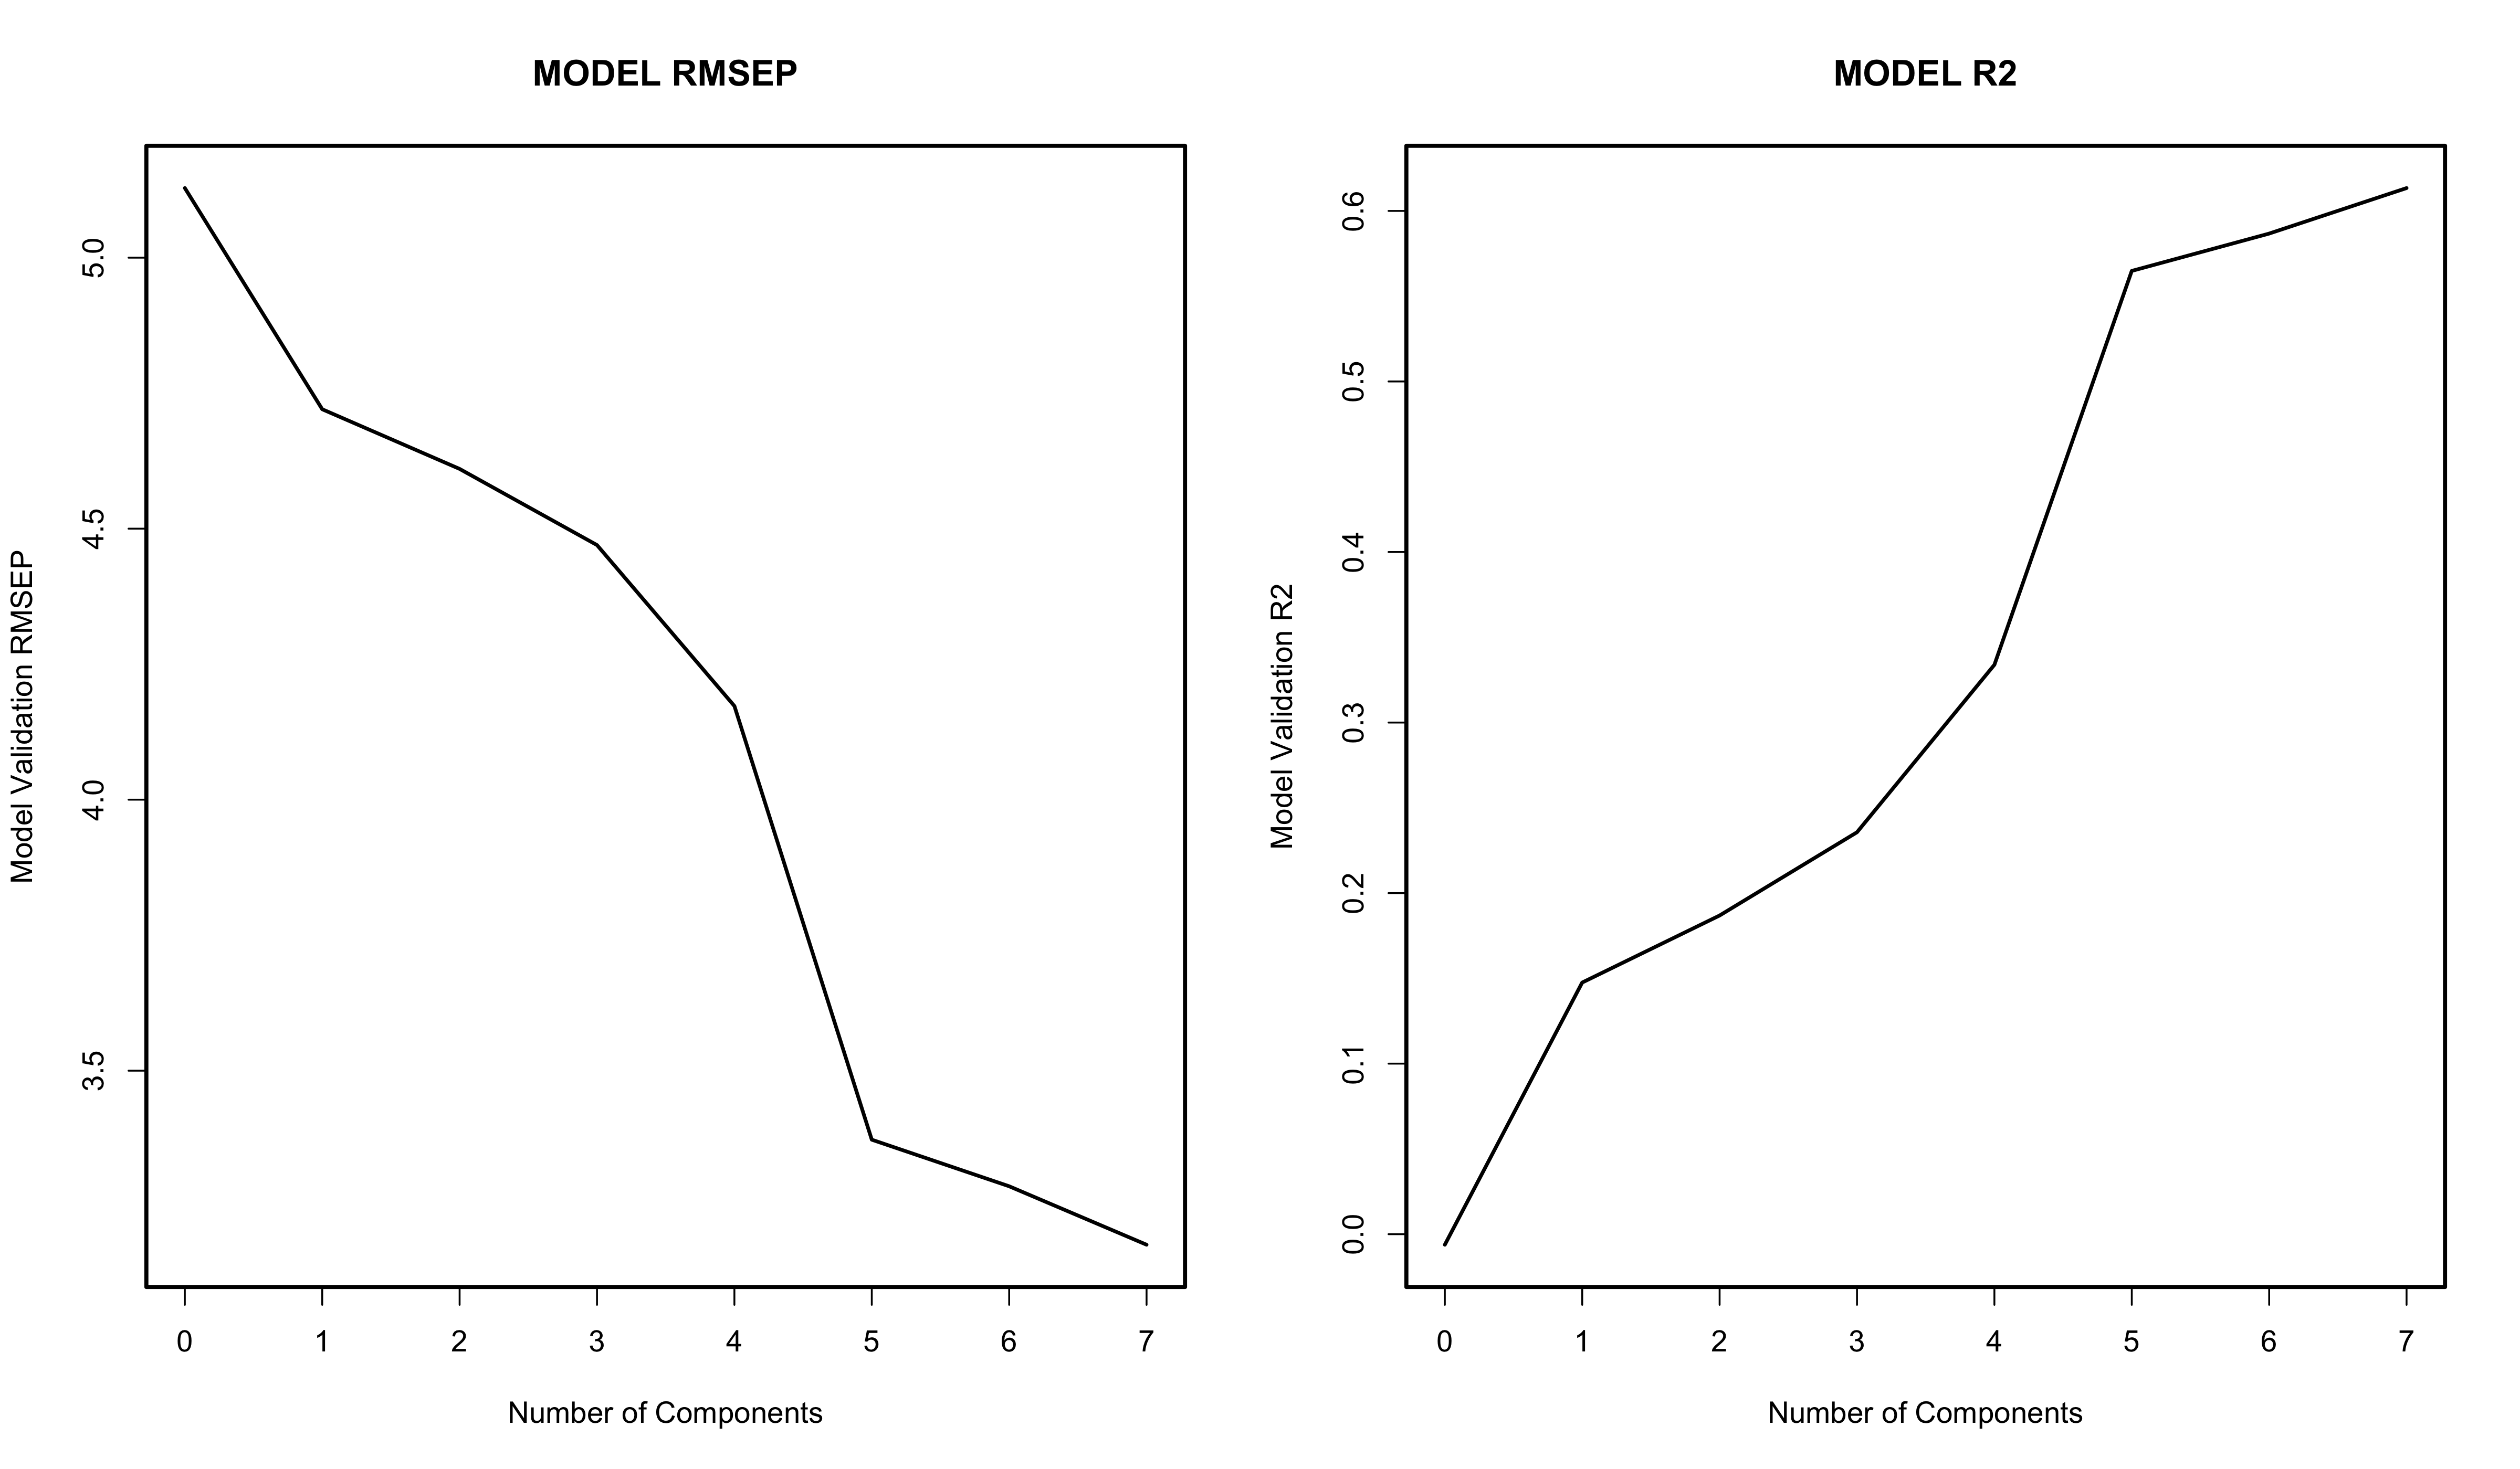 MODEL RMSEP
Model Validation RMSEP
5.0
4.5
4.0
3.5
0 1 2 3 4 5 6 7
Number of Components
MODEL R2
Model Validation R2
0.6
0.5
0.4
0.3
0.2
0.1
0.0
0 1 2 3 4 5 6 7
Number of Components